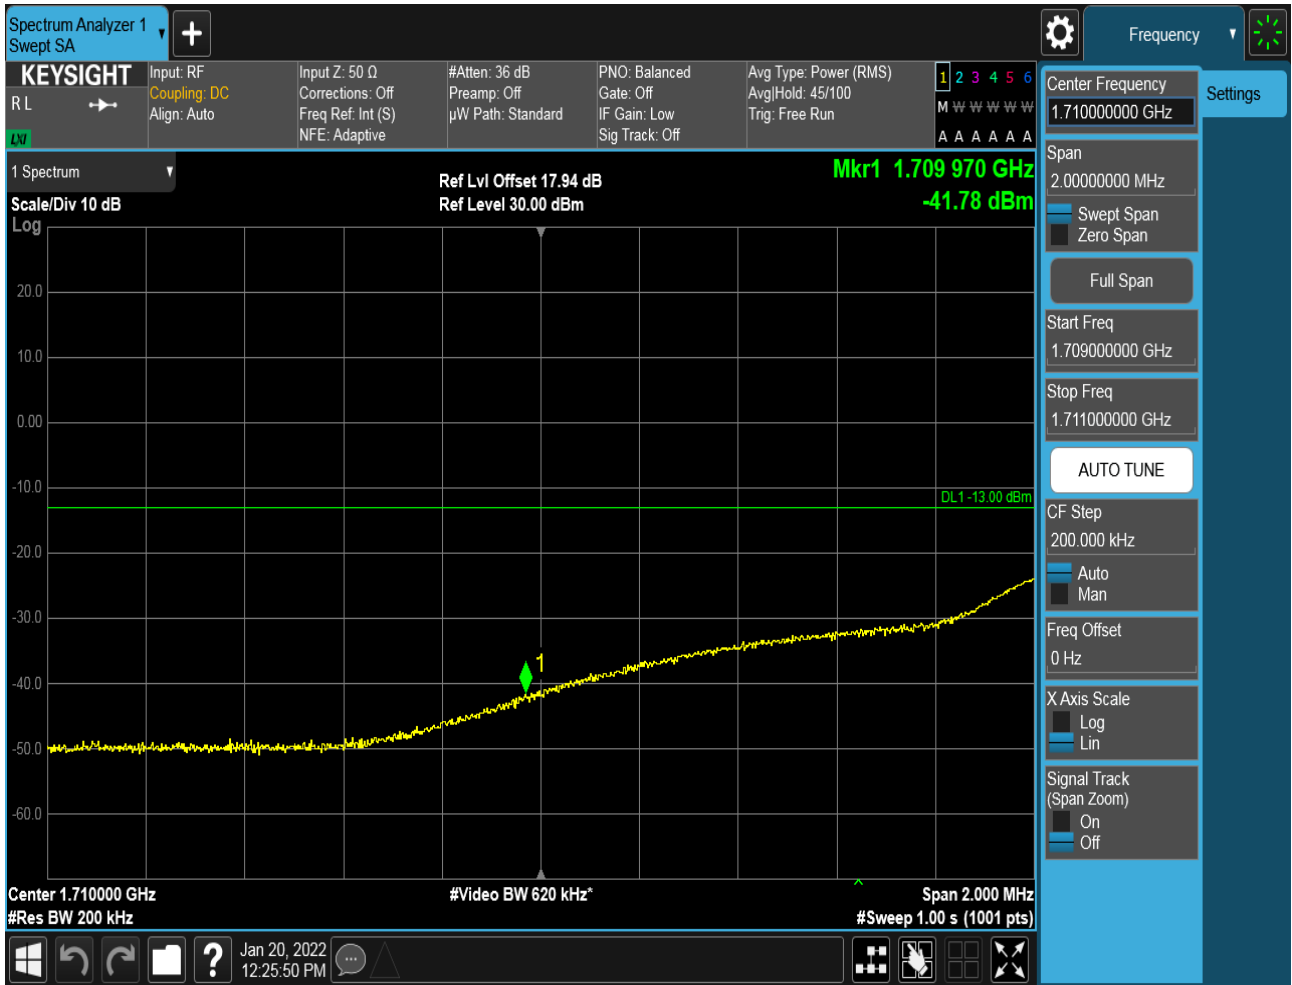 Spectrum Analyzer 1
Swept SA
Frequency
KEYSIGHT
R L
LXI
Input: RF
Coupling: DC
Align: Auto
Input Z: 50 Ω
Corrections: Off
Freq Ref: Int (S)
NFE: Adaptive
#Atten: 36 dB
Preamp: Off
µW Path: Standard
PNO: Balanced
Gate: Off
IF Gain: Low
Sig Track: Off
Avg Type: Power (RMS)
Avg|Hold: 45/100
Trig: Free Run
1 2 3 4 5 6
M W W W W W
A A A A A A
1 Spectrum
Scale/Div 10 dB
Log
Ref Lvl Offset 17.94 dB
Ref Level 30.00 dBm
Mkr1 1.709 970 GHz
-41.78 dBm
20.0
10.0
0.00
-10.0
DL1 -13.00 dBm
-20.0
-30.0
1
-40.0
-50.0
-60.0
Center 1.710000 GHz
#Video BW 620 kHz*
Span 2.000 MHz
#Res BW 200 kHz
#Sweep 1.00 s (1001 pts)
Jan 20, 2022
12:25:50 PM
Center Frequency
1.710000000 GHz
Settings
Span
2.00000000 MHz
Swept Span
Zero Span
Full Span
Start Freq
1.709000000 GHz
Stop Freq
1.711000000 GHz
AUTO TUNE
CF Step
200.000 kHz
Auto
Man
Freq Offset
0 Hz
X Axis Scale
Log
Lin
Signal Track
(Span Zoom)
On
Off